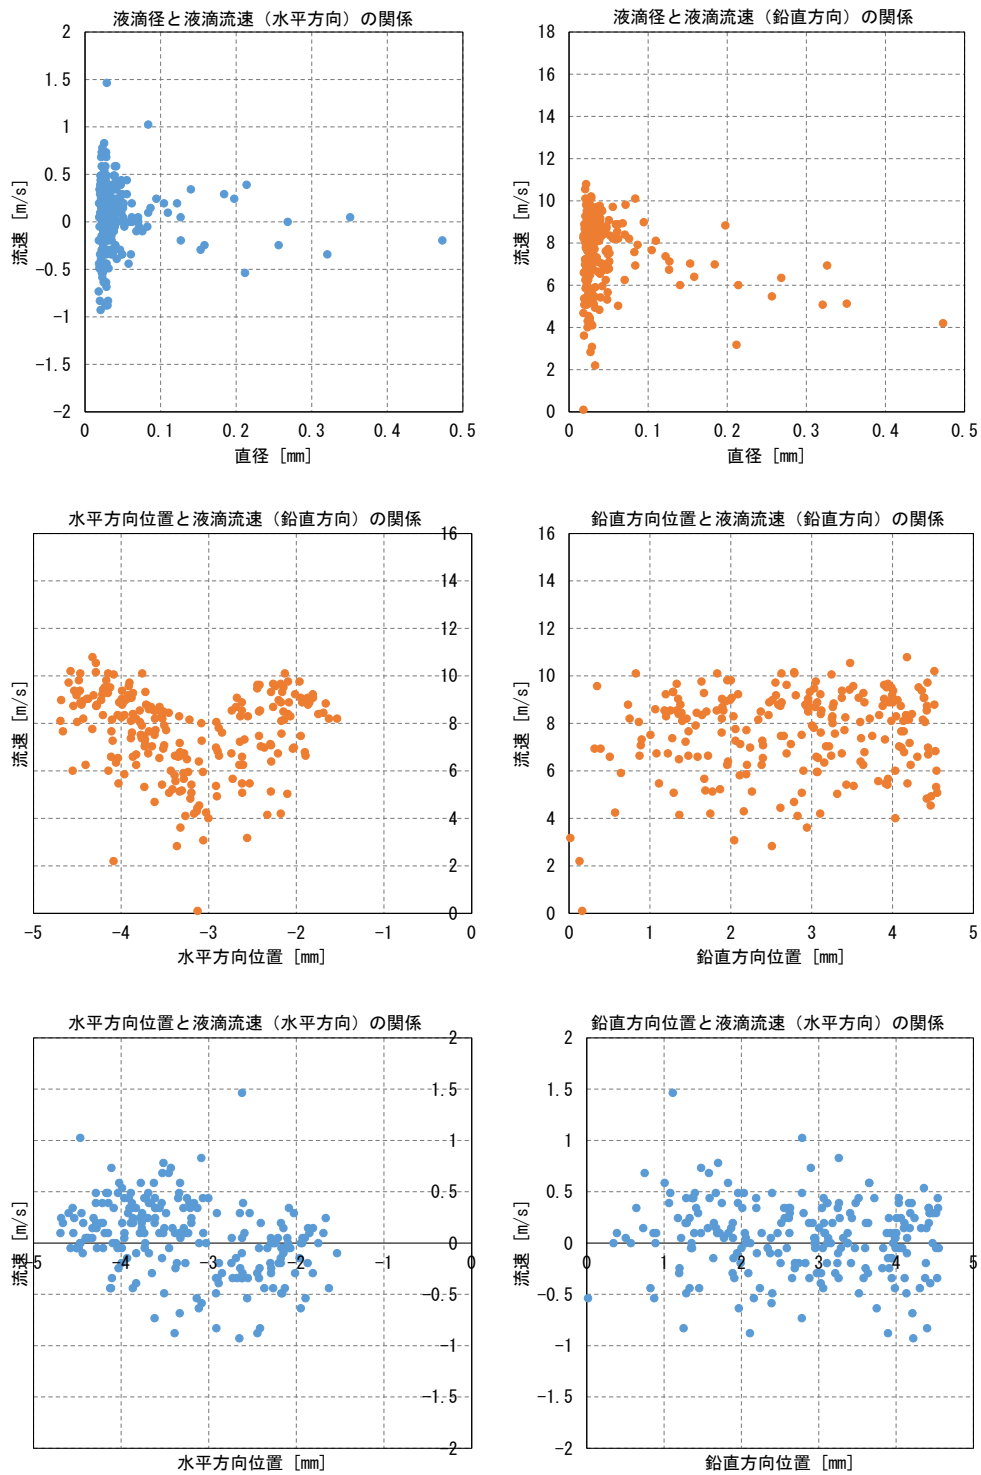 液滴径と液滴流速（水平方向）の関係
2
1.5
1
0.5
0
-0.5
-1
-1.5
-2
流速 [m/s]
0 0.1 0.2 0.3 0.4 0.5
直径 [mm]
液滴径と液滴流速（鉛直方向）の関係
18
16
14
12
10
8
6
4
2
0
流速 [m/s]
0 0.1 0.2 0.3 0.4 0.5
直径 [mm]
水平方向位置と液滴流速（鉛直方向）の関係
16
14
12
10
8
6
4
2
0
流速 [m/s]
-5 -4 -3 -2 -1 0
水平方向位置 [mm]
鉛直方向位置と液滴流速（鉛直方向）の関係
16
14
12
10
8
6
4
2
0
流速 [m/s]
0 1 2 3 4 5
鉛直方向位置 [mm]
水平方向位置と液滴流速（水平方向）の関係
2
1.5
1
0.5
0
-0.5
-1
-1.5
-2
流速 [m/s]
-5 -4 -3 -2 -1 0
水平方向位置 [mm]
鉛直方向位置と液滴流速（水平方向）の関係
2
1.5
1
0.5
0
-0.5
-1
-1.5
-2
流速 [m/s]
0 1 2 3 4 5
鉛直方向位置 [mm]